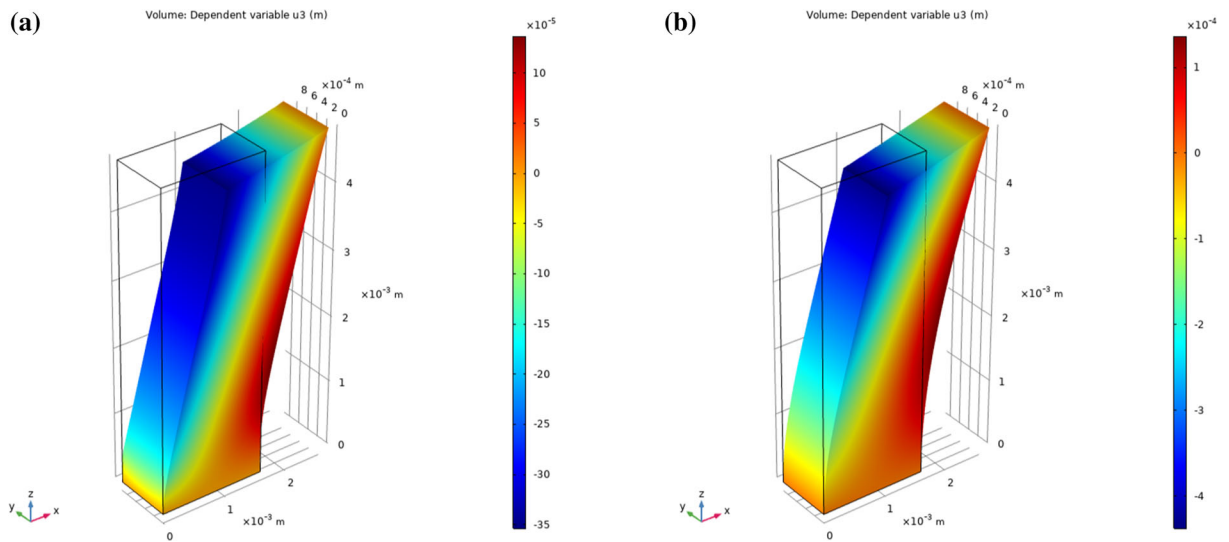 (a)
Volume: Dependent variable u3 (m)
×10⁻⁵
10
5
0
-5
-10
-15
-20
-25
-30
-35
8 6 4 2 0
×10⁻⁴ m
4
3
2
1
0
×10⁻³ m
0
1
2
×10⁻³ m
y z x
(b)
Volume: Dependent variable u3 (m)
×10⁻⁴
1
0
-1
-2
-3
-4
8 6 4 2 0
×10⁻⁴ m
4
3
2
1
0
×10⁻³ m
0
1
2
×10⁻³ m
y z x